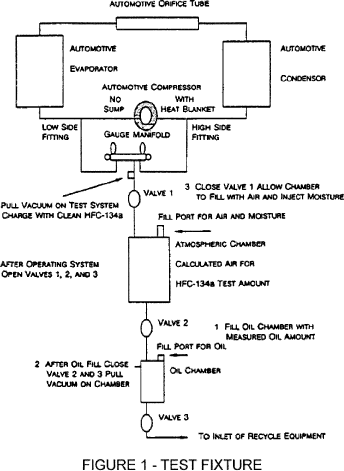 AUTOMOTIVE ORIFICE TUBE
AUTOMOTIVE
EVAPORATOR
AUTOMOTIVE
CONDENSOR
AUTOMOTIVE COMPRESSOR
NO
SUMP
WITH
HEAT BLANKET
LOW SIDE
FITTING
GAUGE MANIFOLD
HIGH SIDE
FITTING
PULL VACUUM ON TEST SYSTEM
CHARGE WITH CLEAN HFC-134a
VALVE 1
3 CLOSE VALVE 1 ALLOW CHAMBER
TO FILL WITH AIR AND INJECT MOISTURE
FILL PORT FOR AIR AND MOISTURE
AFTER OPERATING SYSTEM
OPEN VALVES 1, 2, AND 3
ATMOSPHERIC CHAMBER
CALCULATED AIR FOR
HFC-134a TEST AMOUNT
VALVE 2
1 FILL OIL CHAMBER WITH
MEASURED OIL AMOUNT
FILL PORT FOR OIL
2 AFTER OIL FILL CLOSE
VALVE 2 AND 3 PULL
VACUUM ON CHAMBER
OIL CHAMBER
VALVE 3
TO INLET OF RECYCLE EQUIPMENT
FIGURE 1 - TEST FIXTURE